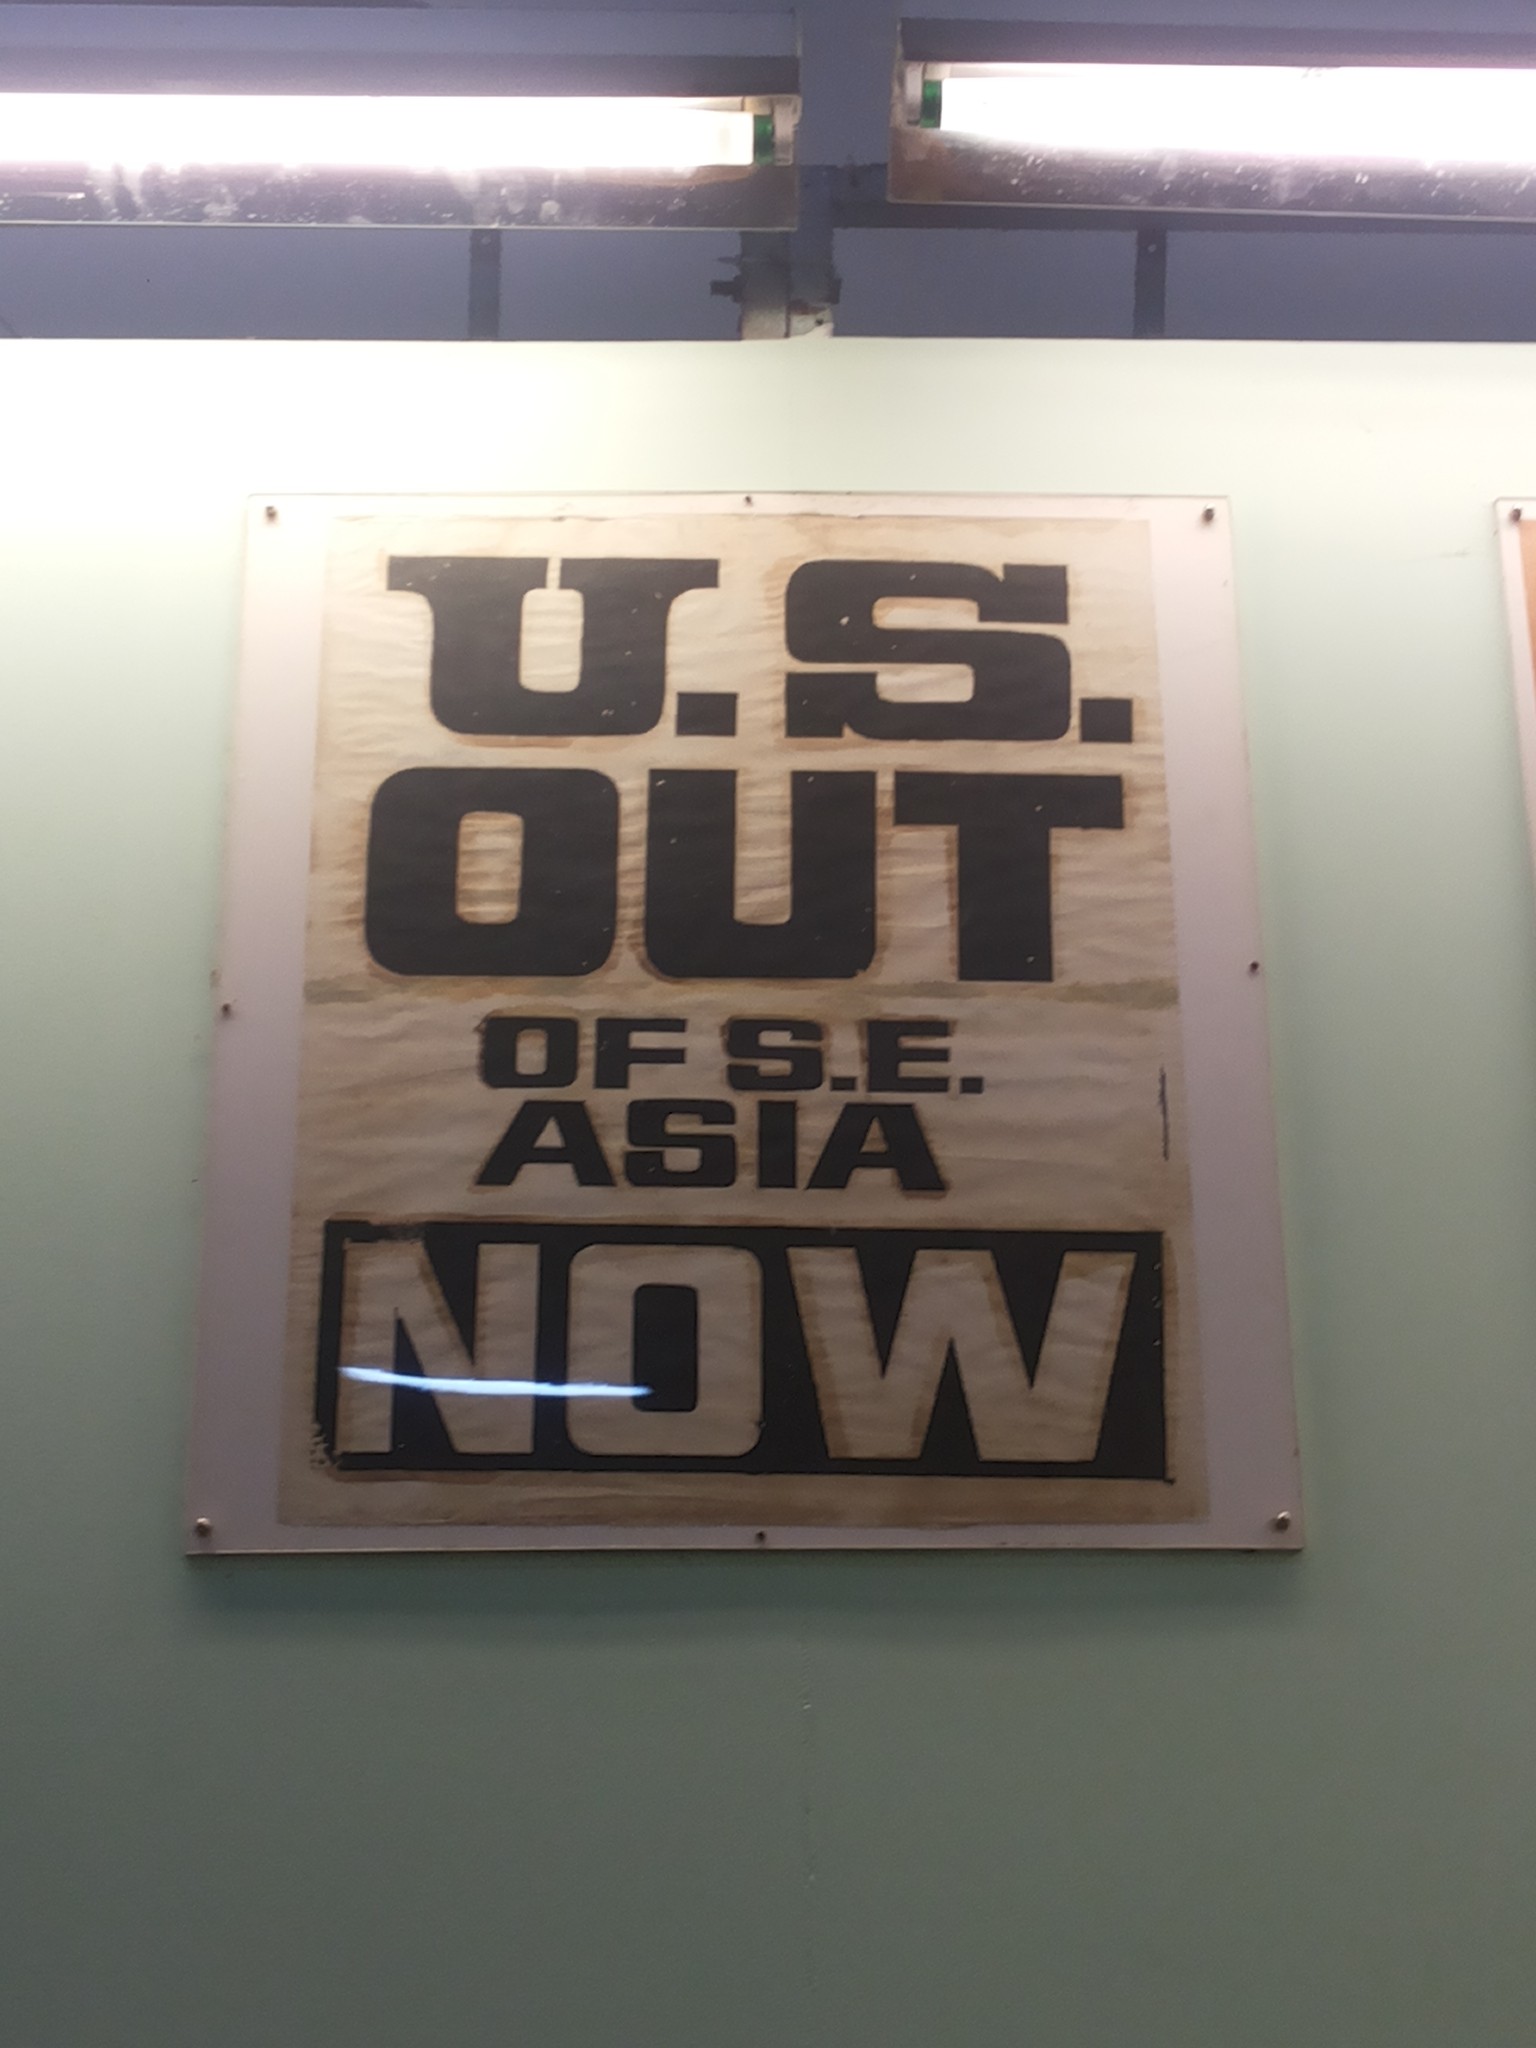 U.S.
OUT
OF S.E.
ASIA
NOW